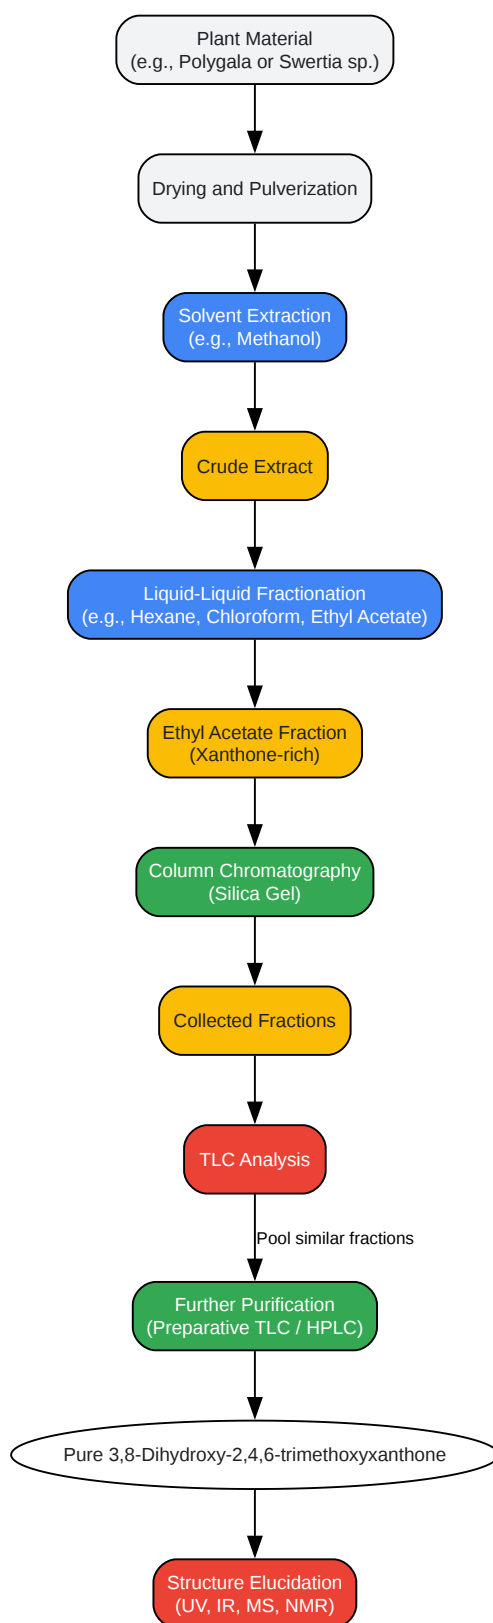 Plant Material
(e.g., Polygala or Swertia sp.)
Drying and Pulverization
Solvent Extraction
(e.g., Methanol)
Crude Extract
Liquid-Liquid Fractionation
(e.g., Hexane, Chloroform, Ethyl Acetate)
Ethyl Acetate Fraction
(Xanthone-rich)
Column Chromatography
(Silica Gel)
Collected Fractions
TLC Analysis
Pool similar fractions
Further Purification
(Preparative TLC / HPLC)
Pure 3,8-Dihydroxy-2,4,6-trimethoxyxanthone
Structure Elucidation
(UV, IR, MS, NMR)